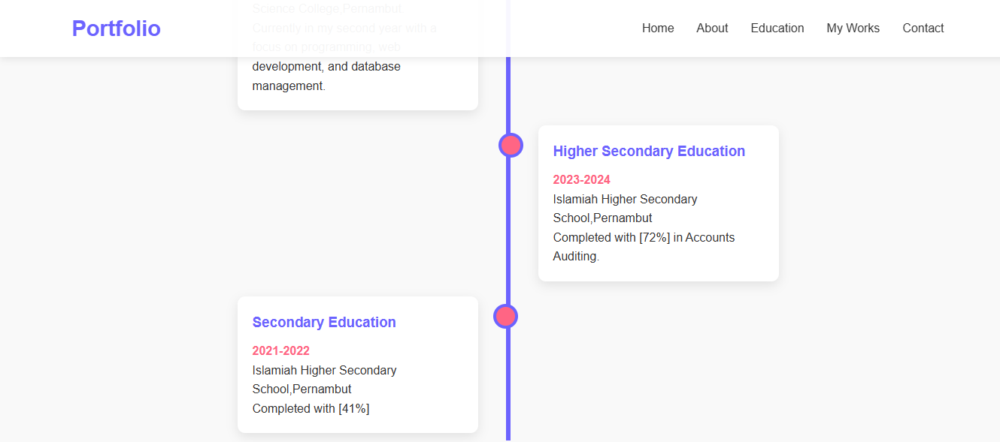 Portfolio
Home
About
Education
My Works
Contact
Science College,Pernambut
Currently in my second year with a
focus on programming, web
development, and database
management.
Higher Secondary Education
2023-2024
Islamiah Higher Secondary
School,Pernambut
Completed with [72%] in Accounts
Auditing.
Secondary Education
2021-2022
Islamiah Higher Secondary
School,Pernambut
Completed with [41%]